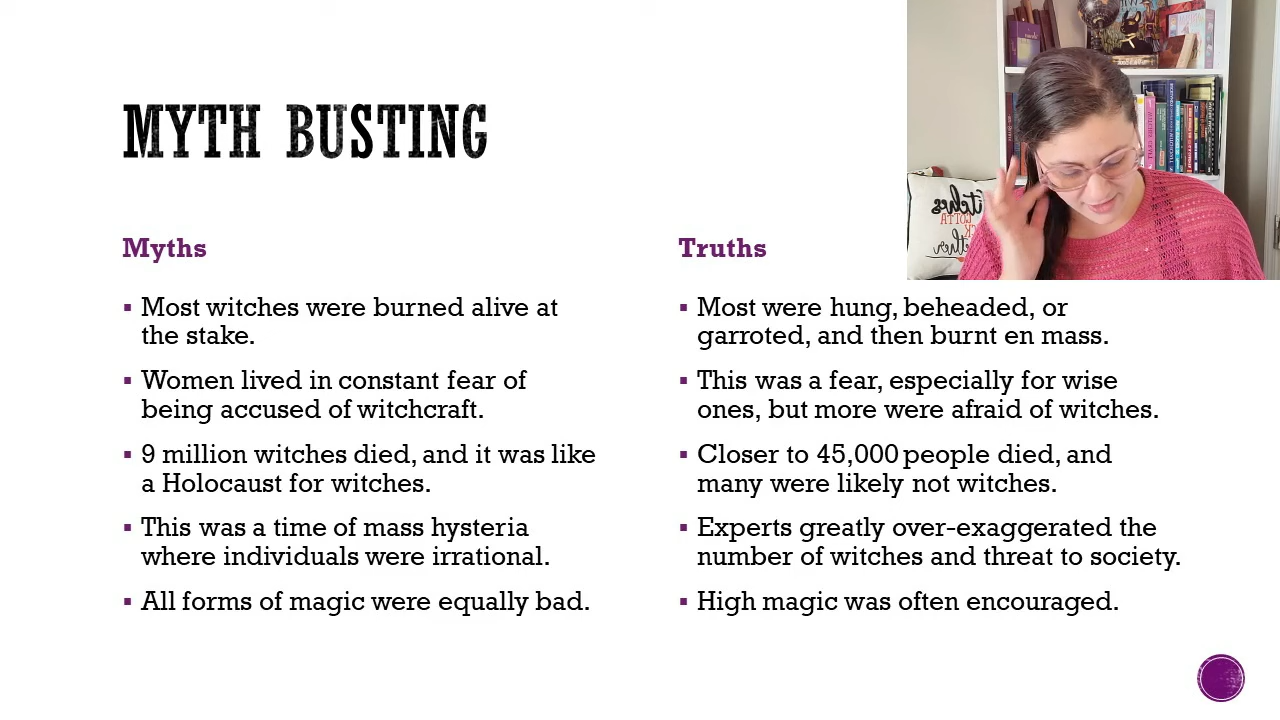 MYTH BUSTING
Myths
▪ Most witches were burned alive at
the stake.
▪ Women lived in constant fear of
being accused of witchcraft.
▪ 9 million witches died, and it was like
a Holocaust for witches.
▪ This was a time of mass hysteria
where individuals were irrational.
▪ All forms of magic were equally bad.
Truths
▪ Most were hung, beheaded, or
garroted, and then burnt en mass.
▪ This was a fear, especially for wise
ones, but more were afraid of witches.
▪ Closer to 45,000 people died, and
many were likely not witches.
▪ Experts greatly over-exaggerated the
number of witches and threat to society.
▪ High magic was often encouraged.